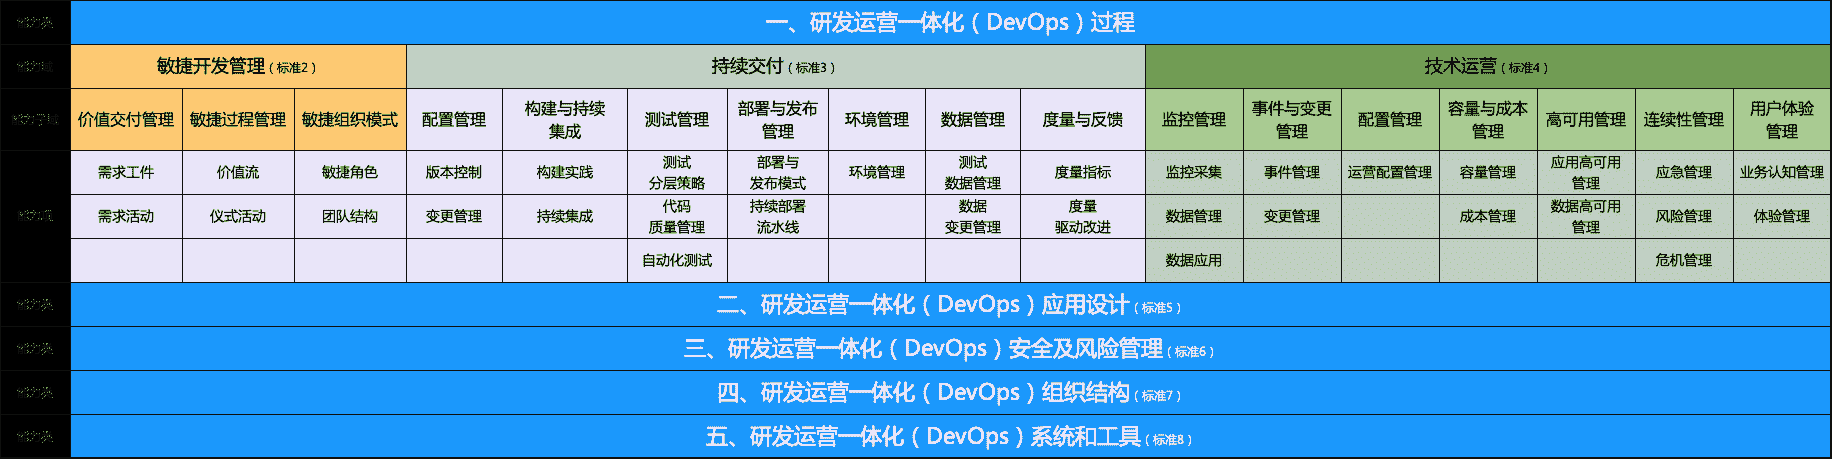 一、研发运营一体化（DevOps）过程
敏捷开发管理（标准2） 持续交付（标准3） 技术运营（标准4）
价值交付管理 敏捷过程管理 敏捷组织模式 配置管理 构建与持续集成 测试管理 部署与发布管理 环境管理 数据管理 度量与反馈 监控管理 事件与变更管理 配置管理 容量与成本管理 高可用管理 连续性管理 用户体验管理
需求工件 价值流 敏捷角色 版本控制 构建实践 测试分层策略 部署与发布模式 环境管理 测试数据管理 度量指标 监控采集 事件管理 运营配置管理 容量管理 应用高可用管理 应急管理 业务认知管理
需求活动 仪式活动 团队结构 变更管理 持续集成 代码质量管理 持续部署流水线 数据变更管理 度量驱动改进 数据管理 变更管理 成本管理 数据高可用管理 风险管理 体验管理
自动化测试 数据应用 危机管理
二、研发运营一体化（DevOps）应用设计（标准5）
三、研发运营一体化（DevOps）安全及风险管理（标准6）
四、研发运营一体化（DevOps）组织结构（标准7）
五、研发运营一体化（DevOps）系统和工具（标准8）